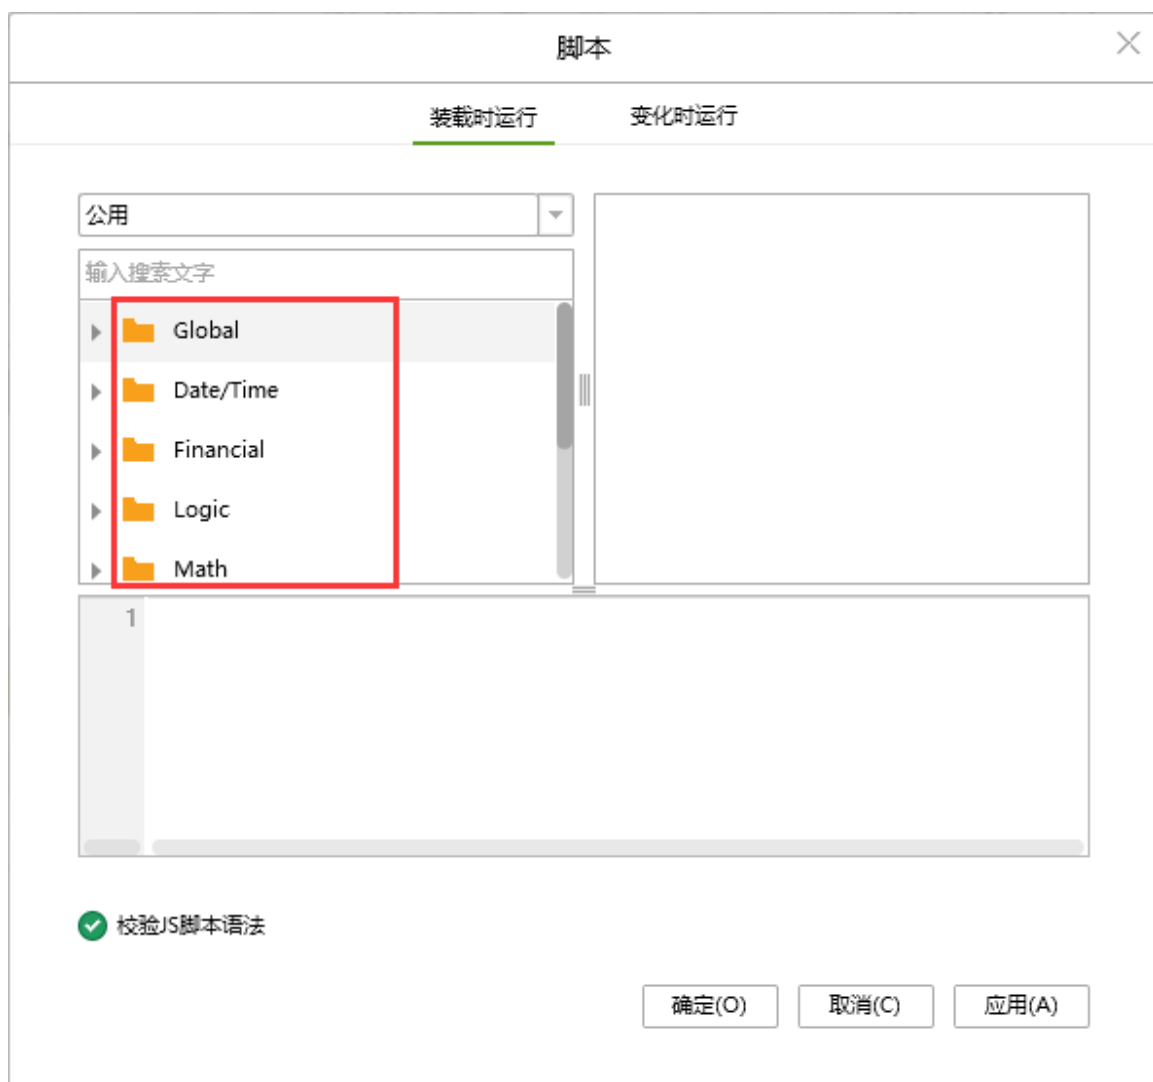 脚本
装载时运行 变化时运行
公用
输入搜索文字
Global
Date/Time
Financial
Logic
Math
1
校验JS脚本语法
确定(O) 取消(C) 应用(A)